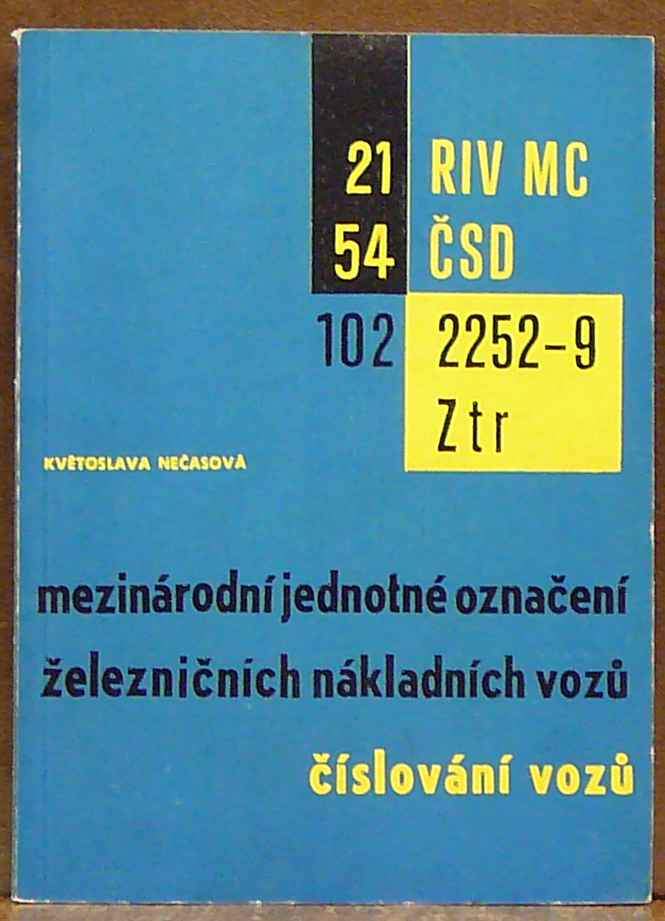 21 RIV MC
54 ČSD
102 2252-9
Ztr
KVĚTOSLAVA NEČASOVÁ
mezinárodní jednotné označení
železničních nákladních vozů
číslování vozů